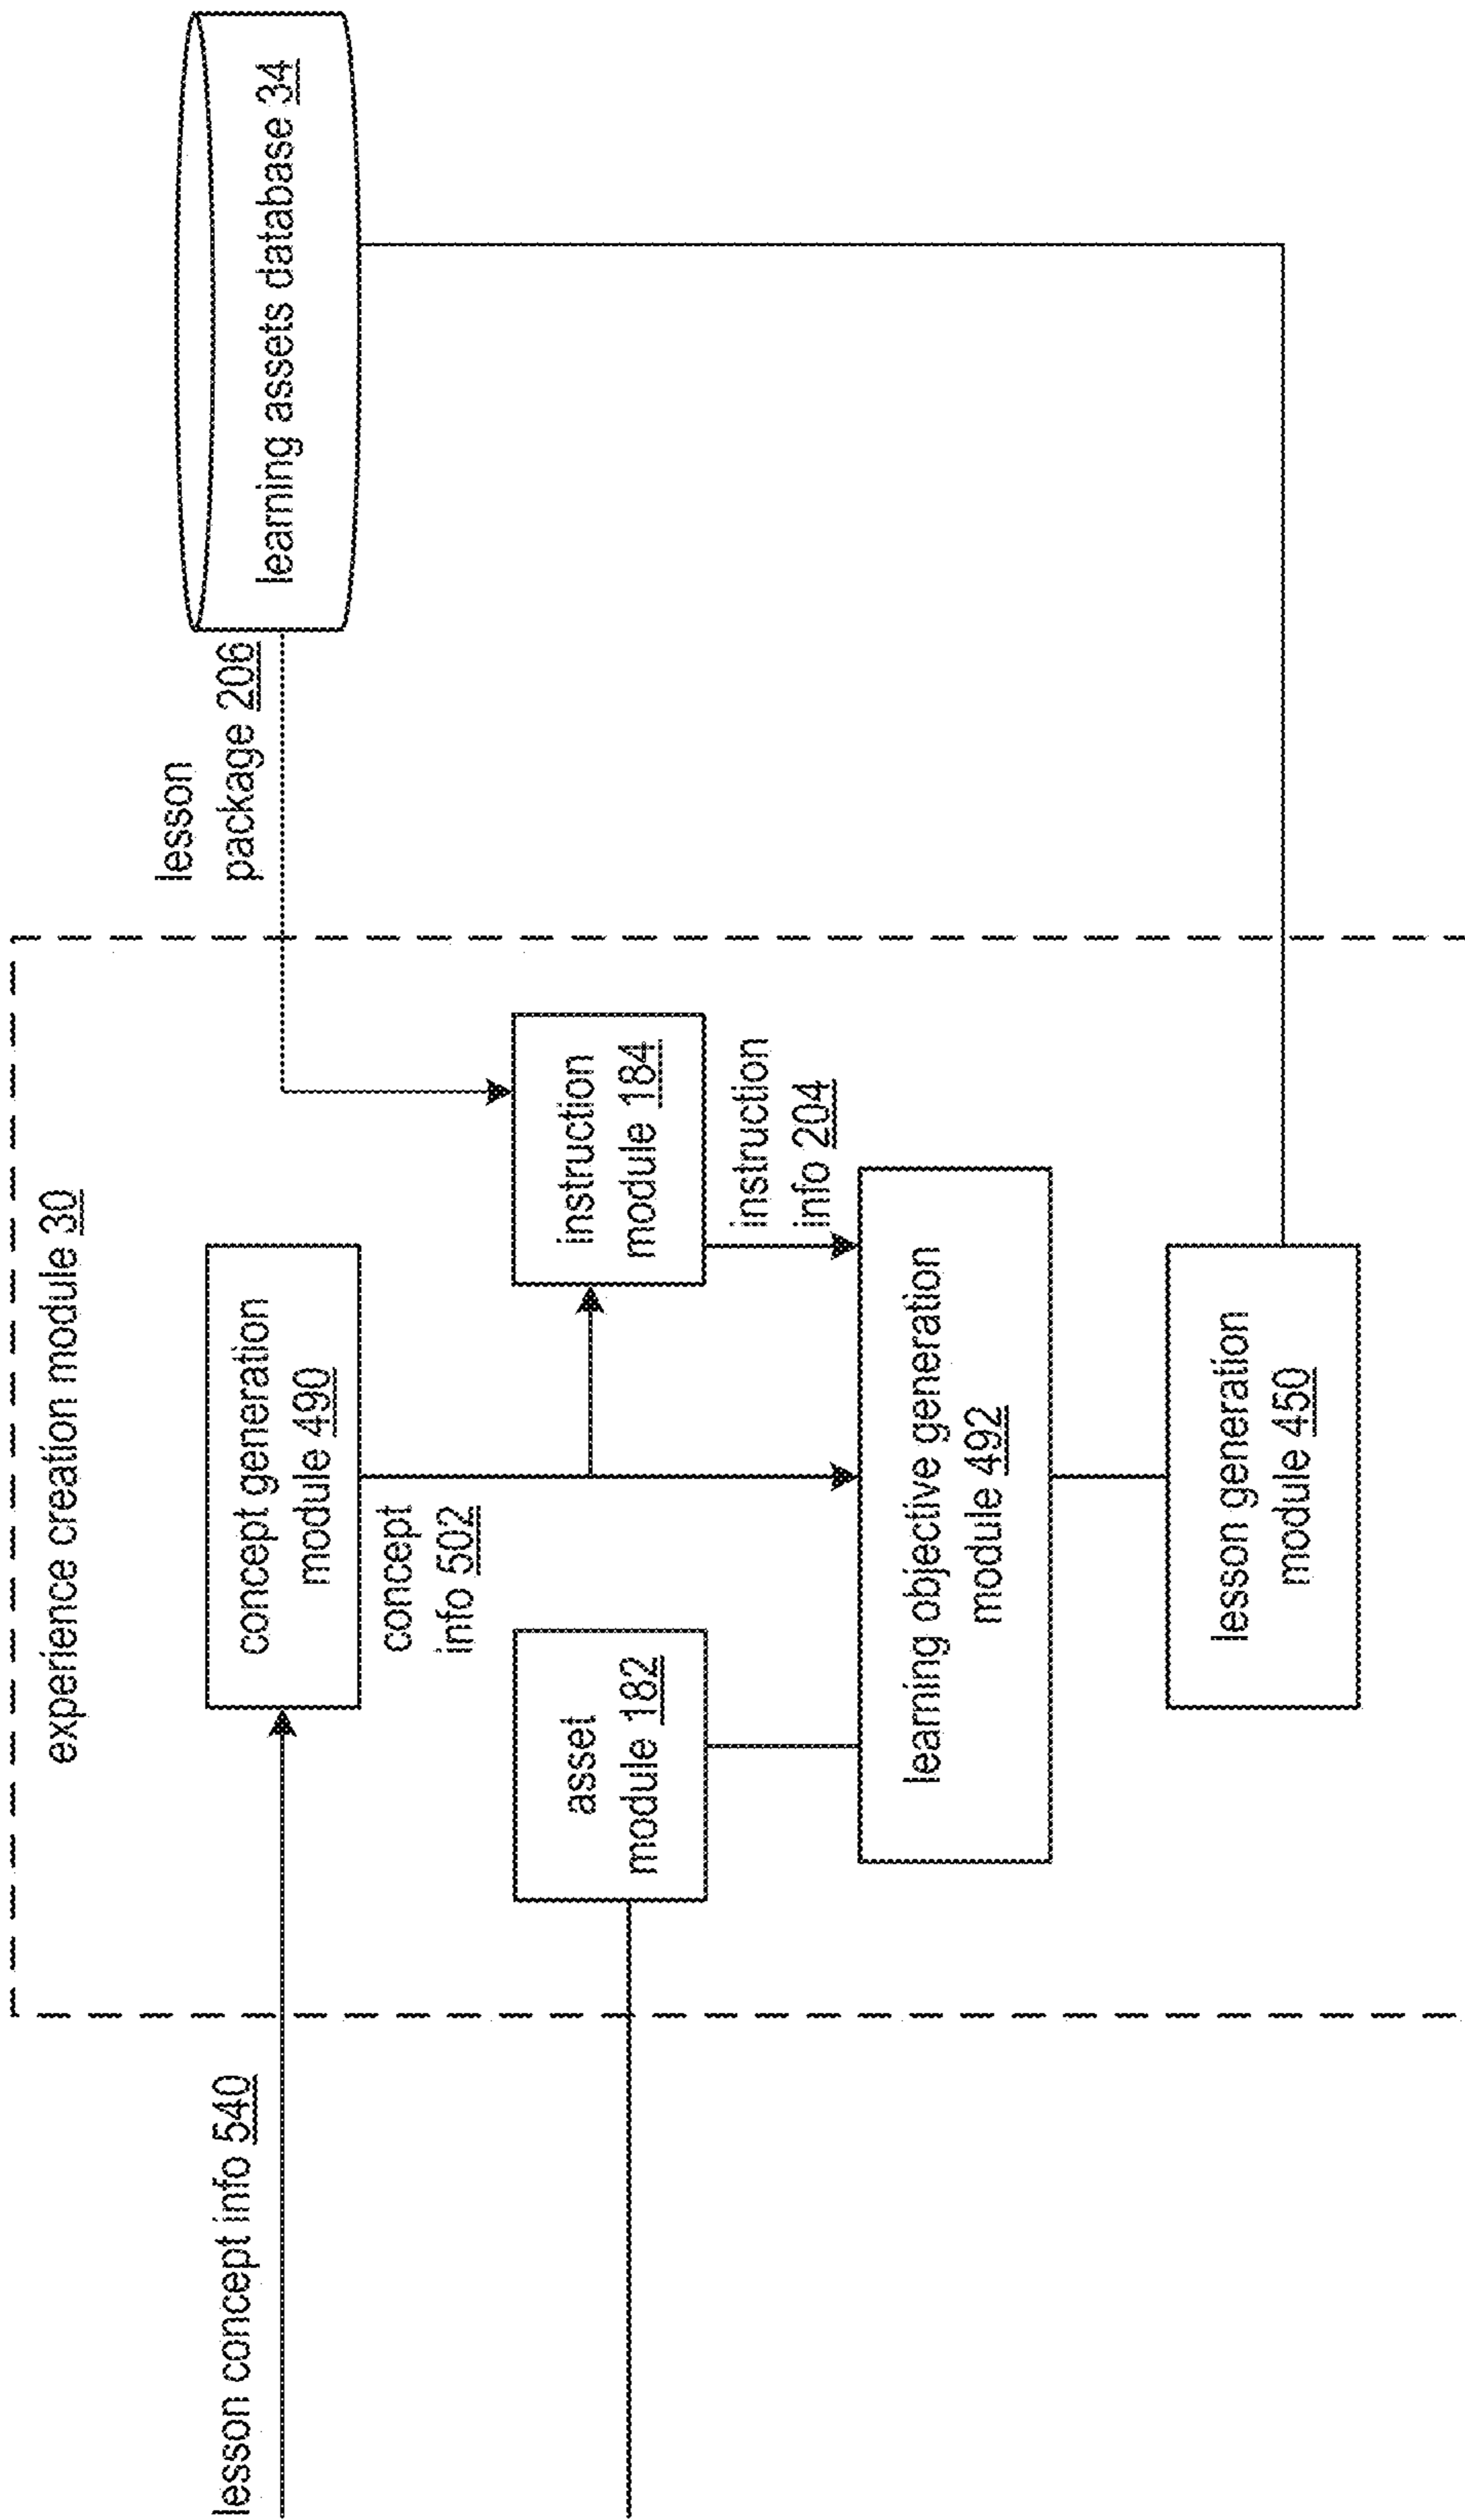 experience creation module 30
lesson concept info 540
concept generation
module 490
lesson
package 206
learning assets database 34
concept
info 502
asset
module 182
instruction
module 184
instruction
info 204
learning objective generation
module 492
lesson generation
module 450